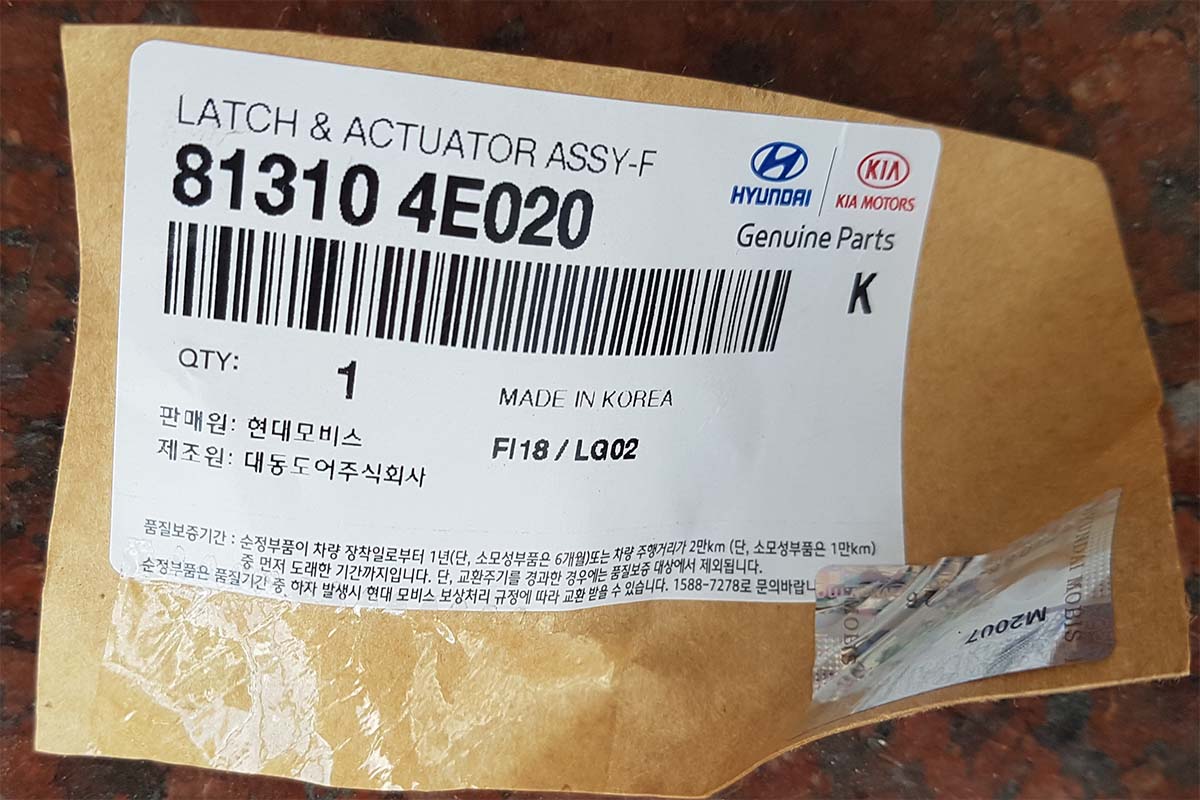 LATCH & ACTUATOR ASSY-F
81310 4E020
HYUNDAI
KIA
KIA MOTORS
Genuine Parts
K
QTY: 1
MADE IN KOREA
판매원: 현대모비스
FI18 / LQ02
제조원: 대동도어주식회사
품질보증기간 : 순정부품이 차량 장착일로부터 1년(단, 소모성부품은 6개월)또는 차량 주행거리가 2만km (단, 소모성부품은 1만km)
중 먼저 도래한 기간까지입니다. 단, 교환주기를 경과한 경우에는 품질보증 대상에서 제외됩니다.
순정부품은 품질기간 중 하자 발생시 현대 모비스 보상처리 규정에 따라 교환 받을 수 있습니다. 1588-7278로 문의바랍니
M2007
MOBIS
MOBIS